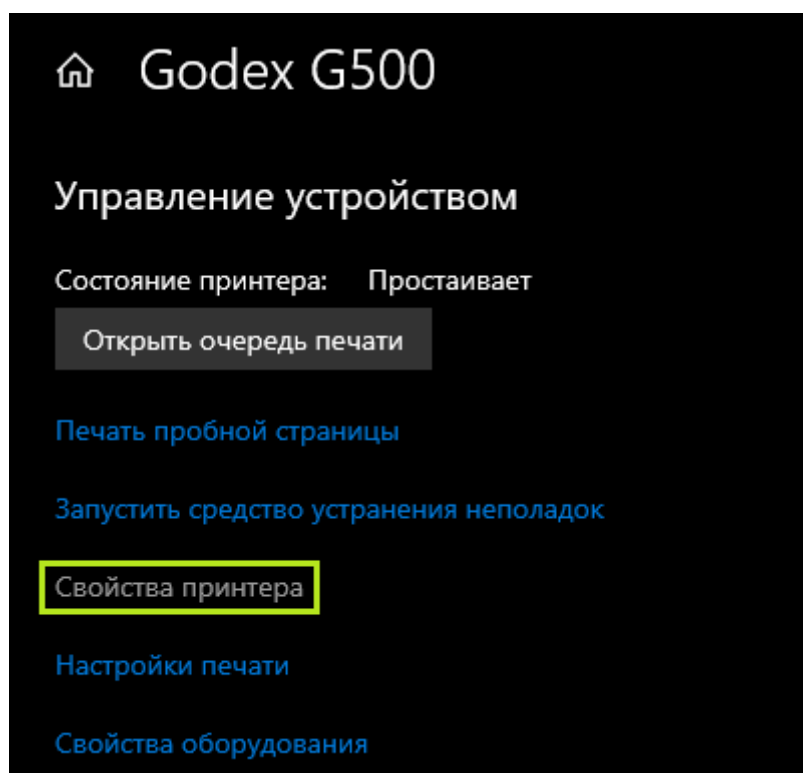 Godex G500
Управление устройством
Состояние принтера: Простаивает
Открыть очередь печати
Печать пробной страницы
Запустить средство устранения неполадок
Свойства принтера
Настройки печати
Свойства оборудования